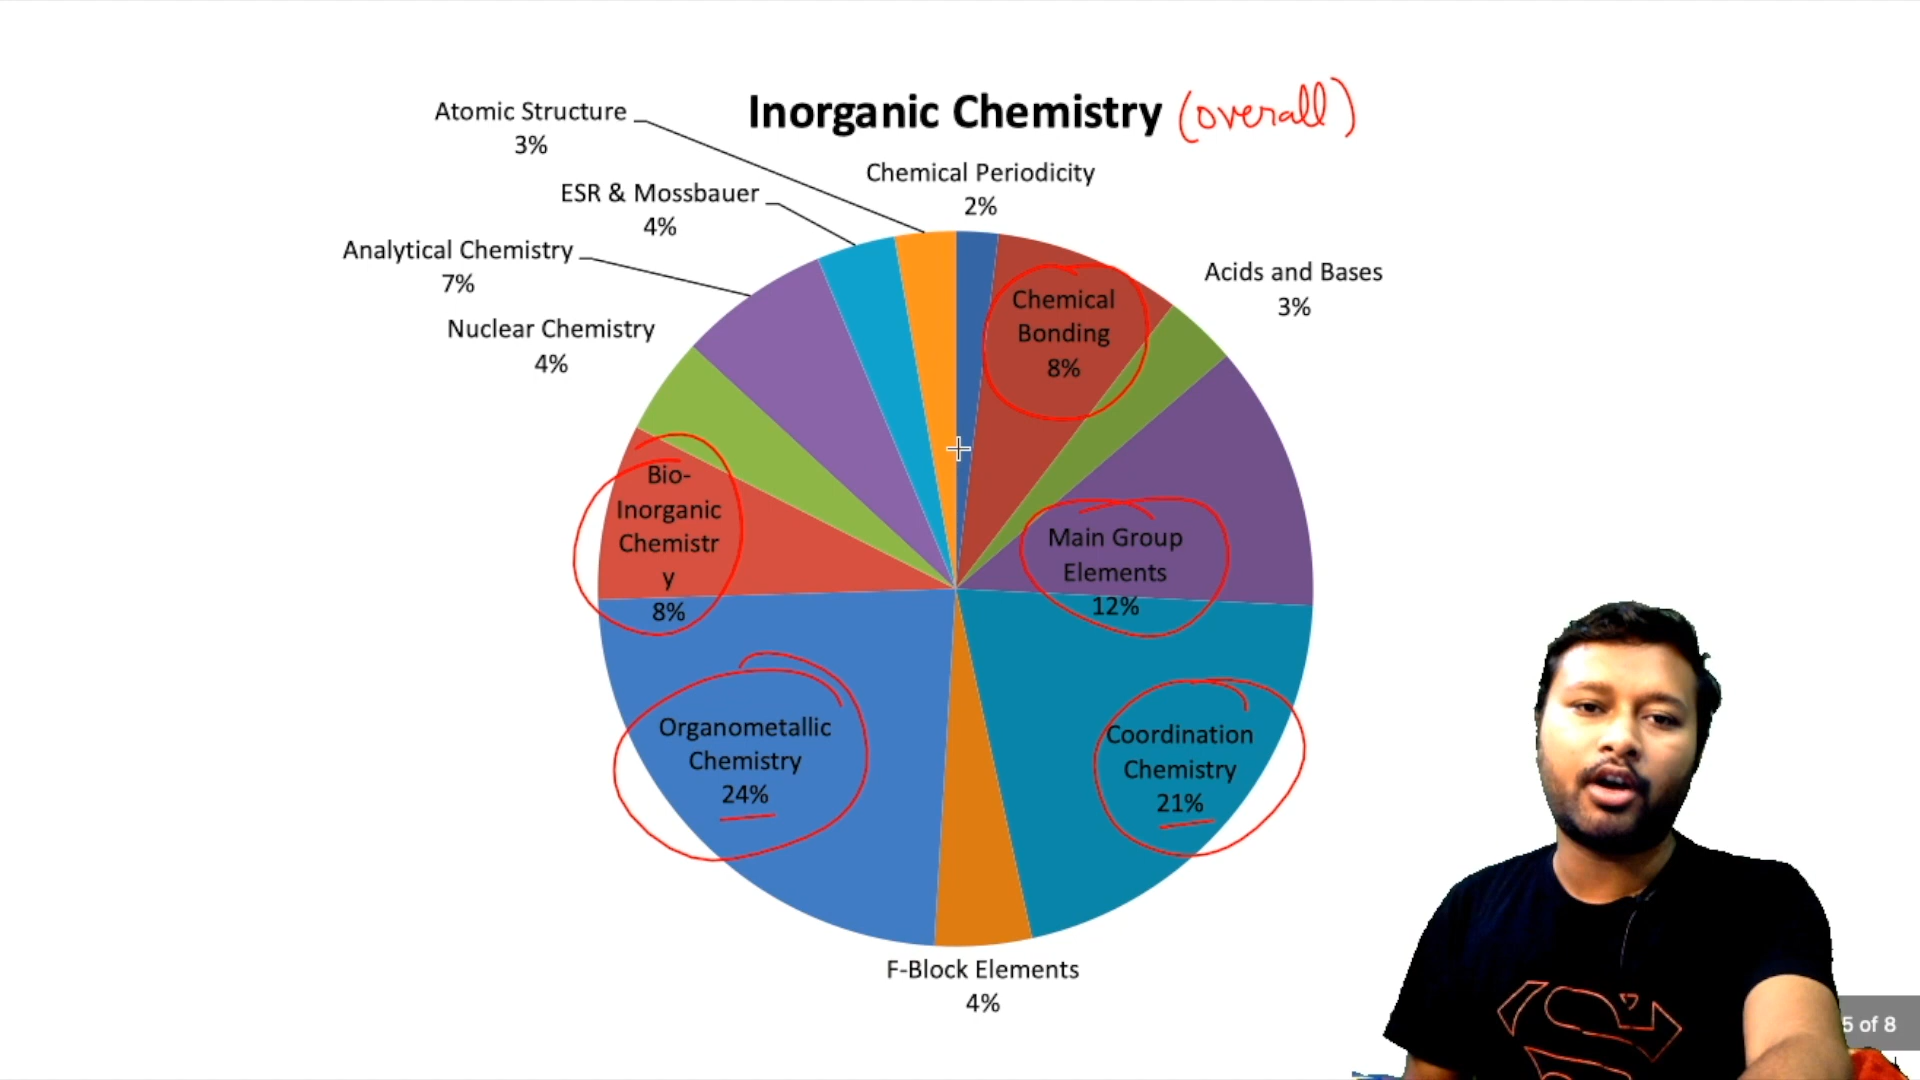 Inorganic Chemistry (overall)
Atomic Structure
3%
ESR & Mossbauer
4%
Analytical Chemistry
7%
Nuclear Chemistry
4%
Chemical Periodicity
2%
Chemical
Bonding
8%
Acids and Bases
3%
Bio-
Inorganic
Chemistr
y
8%
Main Group
Elements
12%
Organometallic
Chemistry
24%
Coordination
Chemistry
21%
F-Block Elements
4%
5 of 8